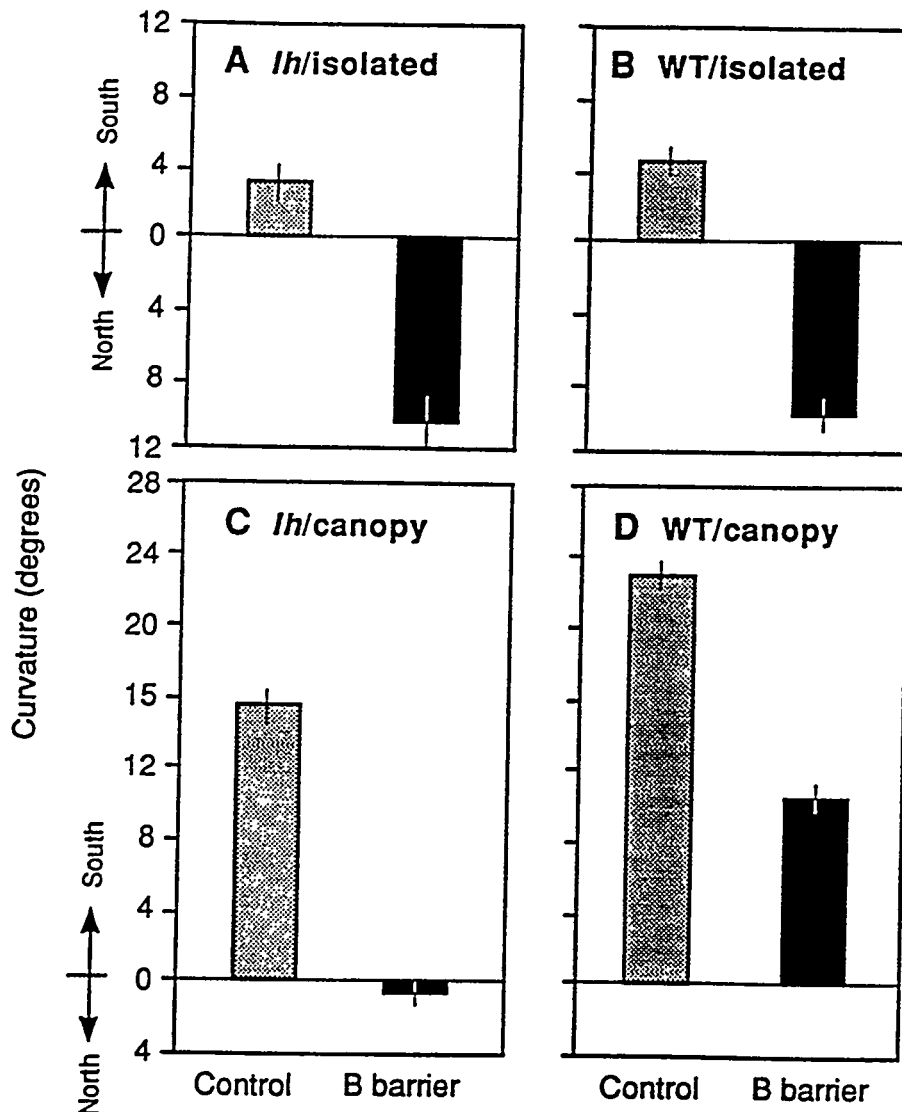 12
8
4
0
4
8
12
South
North
A lh/isolated
B WT/isolated
Curvature (degrees)
28
24
20
15
12
8
4
0
4
South
North
C lh/canopy
D WT/canopy
Control
B barrier
Control
B barrier